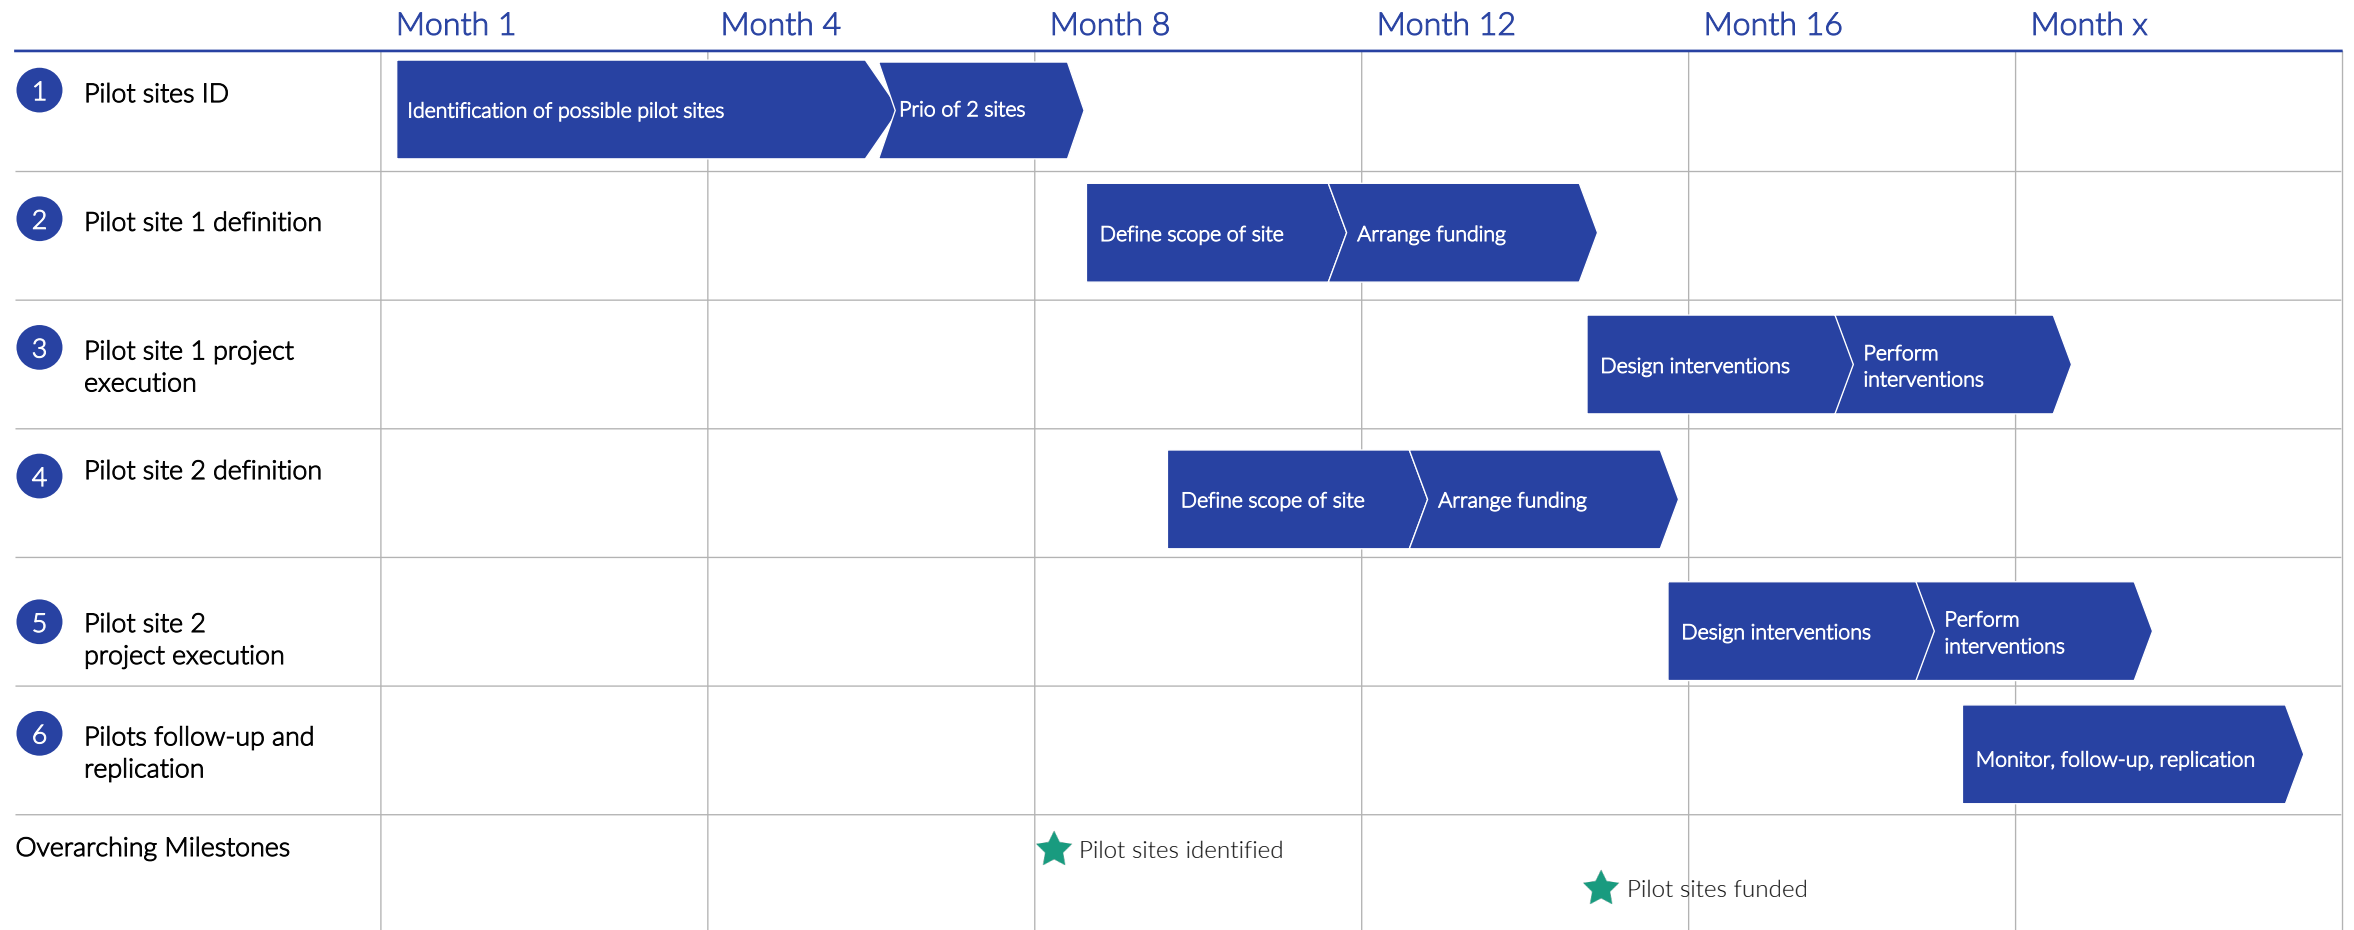 Month 1
Month 4
Month 8
Month 12
Month 16
Month x
1
Pilot sites ID
Identification of possible pilot sites
Prio of 2 sites
2
Pilot site 1 definition
Define scope of site
Arrange funding
3
Pilot site 1 project
execution
Design interventions
Perform
interventions
4
Pilot site 2 definition
Define scope of site
Arrange funding
5
Pilot site 2
project execution
Design interventions
Perform
interventions
6
Pilots follow-up and
replication
Monitor, follow-up, replication
Overarching Milestones
Pilot sites identified
Pilot sites funded